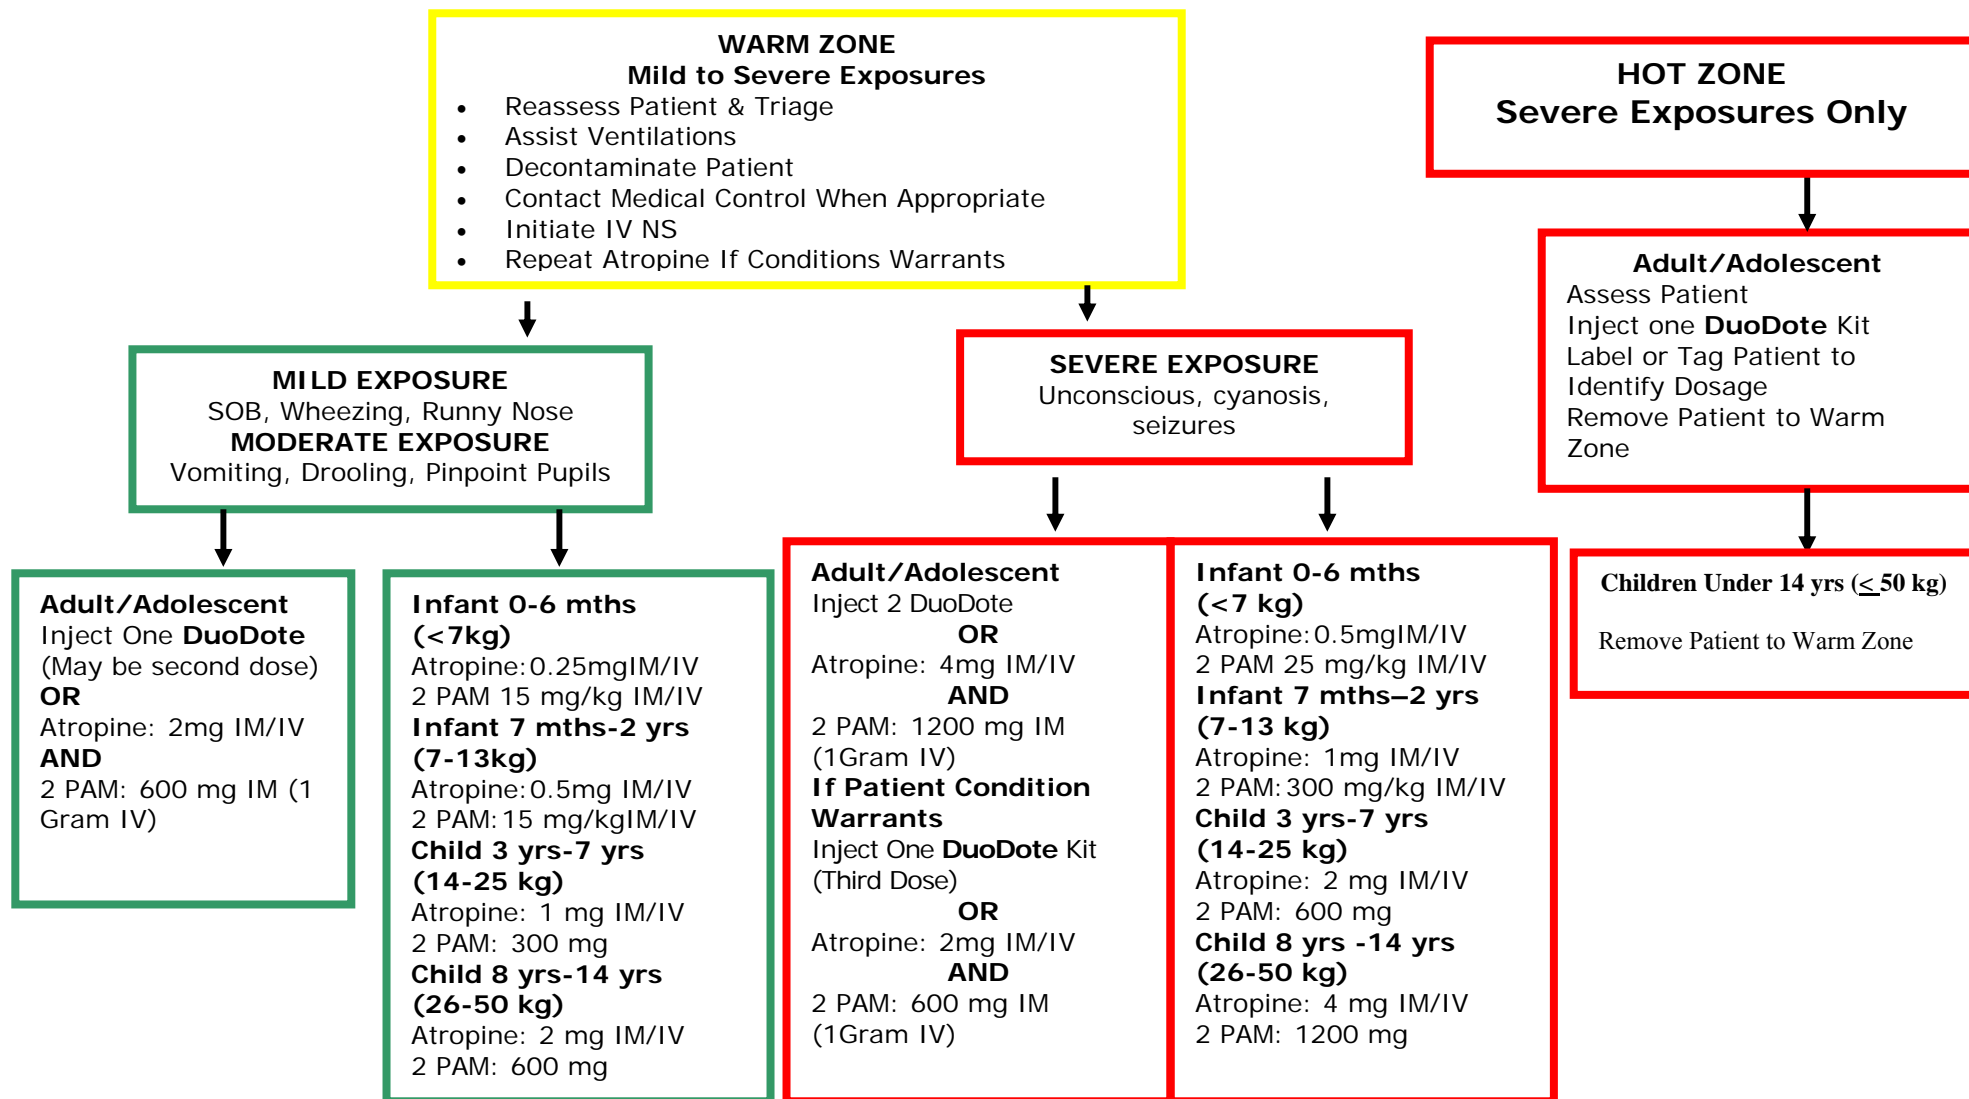 WARM ZONE
Mild to Severe Exposures
• Reassess Patient & Triage
• Assist Ventilations
• Decontaminate Patient
• Contact Medical Control When Appropriate
• Initiate IV NS
• Repeat Atropine If Conditions Warrants
HOT ZONE
Severe Exposures Only
Adult/Adolescent
Assess Patient
Inject one DuoDote Kit
Label or Tag Patient to
Identify Dosage
Remove Patient to Warm
Zone
Children Under 14 yrs (< 50 kg)
Remove Patient to Warm Zone
MILD EXPOSURE
SOB, Wheezing, Runny Nose
MODERATE EXPOSURE
Vomiting, Drooling, Pinpoint Pupils
SEVERE EXPOSURE
Unconscious, cyanosis,
seizures
Adult/Adolescent
Inject One DuoDote
(May be second dose)
OR
Atropine: 2mg IM/IV
AND
2 PAM: 600 mg IM (1
Gram IV)
Infant 0-6 mths
(<7kg)
Atropine:0.25mgIM/IV
2 PAM 15 mg/kg IM/IV
Infant 7 mths-2 yrs
(7-13kg)
Atropine:0.5mg IM/IV
2 PAM:15 mg/kgIM/IV
Child 3 yrs-7 yrs
(14-25 kg)
Atropine: 1 mg IM/IV
2 PAM: 300 mg
Child 8 yrs-14 yrs
(26-50 kg)
Atropine: 2 mg IM/IV
2 PAM: 600 mg
Adult/Adolescent
Inject 2 DuoDote
OR
Atropine: 4mg IM/IV
AND
2 PAM: 1200 mg IM
(1Gram IV)
If Patient Condition
Warrants
Inject One DuoDote Kit
(Third Dose)
OR
Atropine: 2mg IM/IV
AND
2 PAM: 600 mg IM
(1Gram IV)
Infant 0-6 mths
(<7 kg)
Atropine:0.5mgIM/IV
2 PAM 25 mg/kg IM/IV
Infant 7 mths–2 yrs
(7-13 kg)
Atropine: 1mg IM/IV
2 PAM:300 mg/kg IM/IV
Child 3 yrs-7 yrs
(14-25 kg)
Atropine: 2 mg IM/IV
2 PAM: 600 mg
Child 8 yrs -14 yrs
(26-50 kg)
Atropine: 4 mg IM/IV
2 PAM: 1200 mg